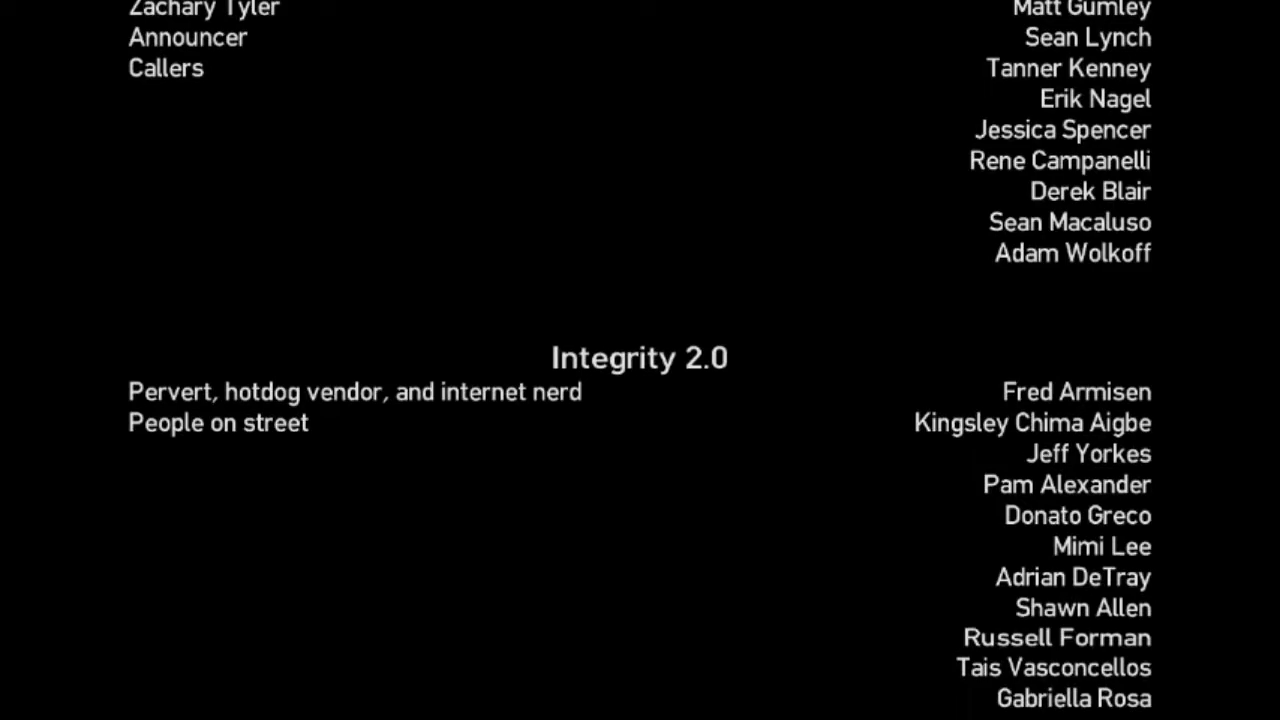 Zachary Tyler Matt Gumley
Announcer Sean Lynch
Callers Tanner Kenney
Erik Nagel
Jessica Spencer
Rene Campanelli
Derek Blair
Sean Macaluso
Adam Wolkoff
Integrity 2.0
Pervert, hotdog vendor, and internet nerd Fred Armisen
People on street Kingsley Chima Aigbe
Jeff Yorkes
Pam Alexander
Donato Greco
Mimi Lee
Adrian DeTray
Shawn Allen
Russell Forman
Tais Vasconcellos
Gabriella Rosa